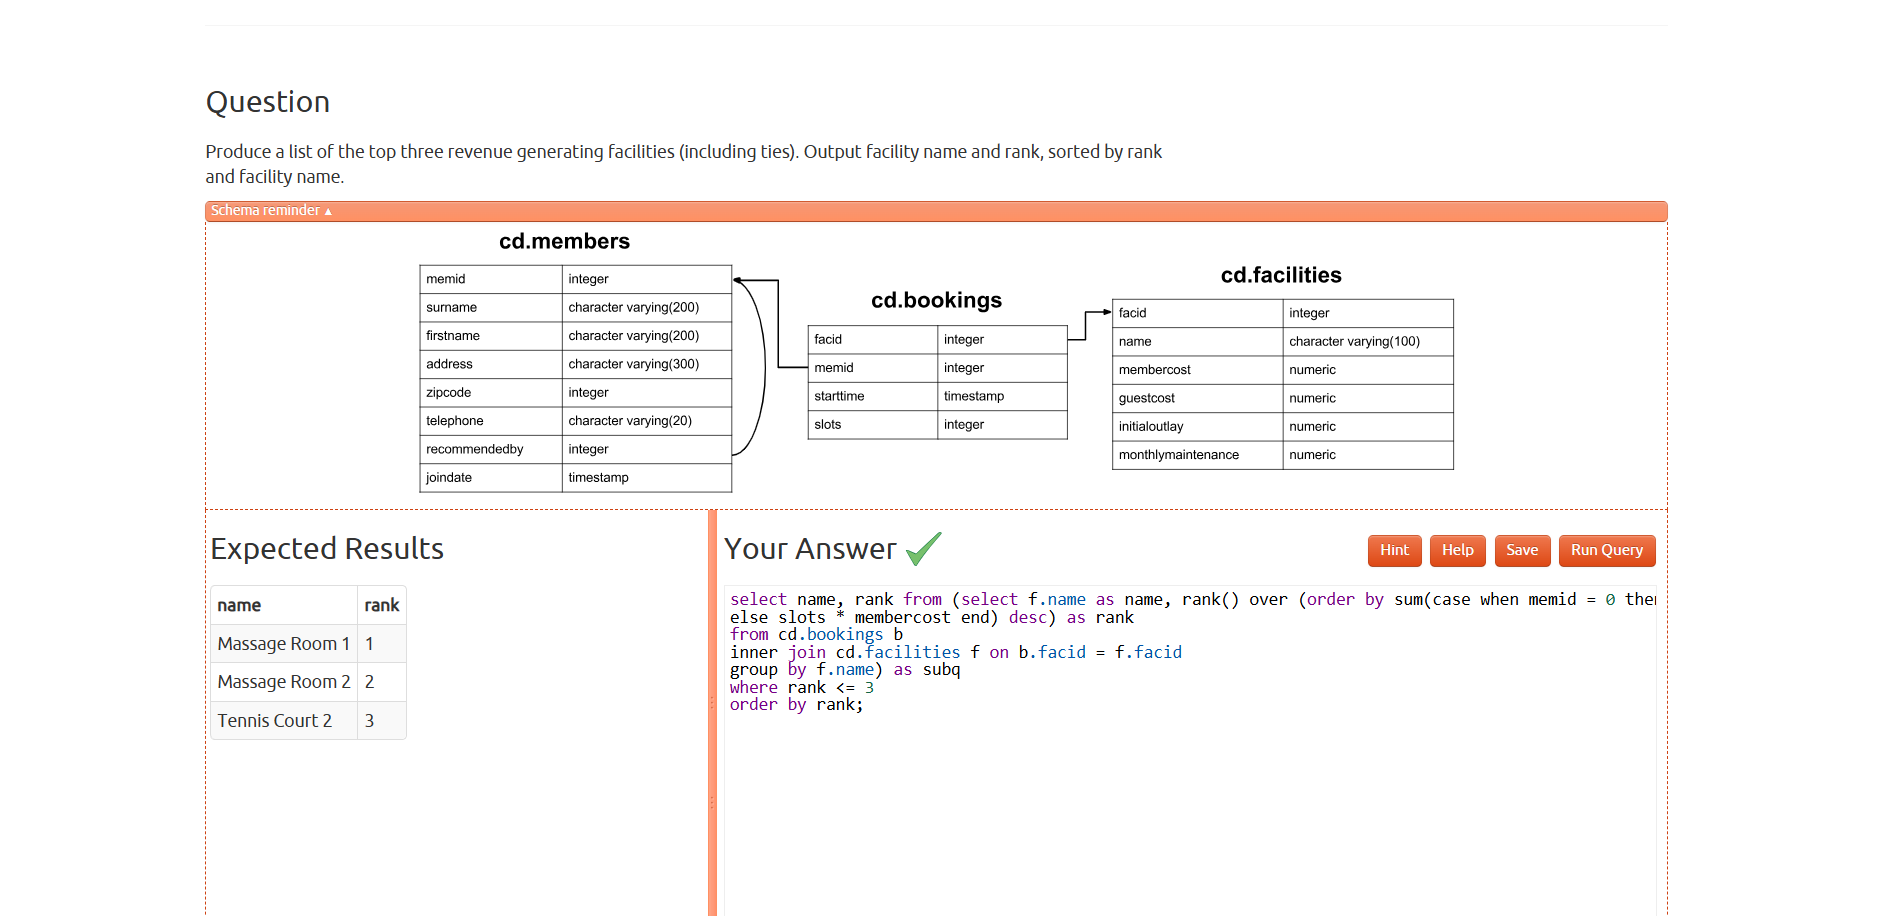 Question
Produce a list of the top three revenue generating facilities (including ties). Output facility name and rank, sorted by rank
and facility name.
Schema reminder ▲
cd.members
memid integer
surname character varying(200)
firstname character varying(200)
address character varying(300)
zipcode integer
telephone character varying(20)
recommendedby integer
joindate timestamp
cd.bookings
facid integer
memid integer
starttime timestamp
slots integer
cd.facilities
facid integer
name character varying(100)
membercost numeric
guestcost numeric
initialoutlay numeric
monthlymaintenance numeric
Expected Results
name rank
Massage Room 1 1
Massage Room 2 2
Tennis Court 2 3
Your Answer
Hint Help Save Run Query
select name, rank from (select f.name as name, rank() over (order by sum(case when memid = 0
else slots * membercost end) desc) as rank
from cd.bookings b
inner join cd.facilities f on b.facid = f.facid
group by f.name) as subq
where rank <= 3
order by rank;